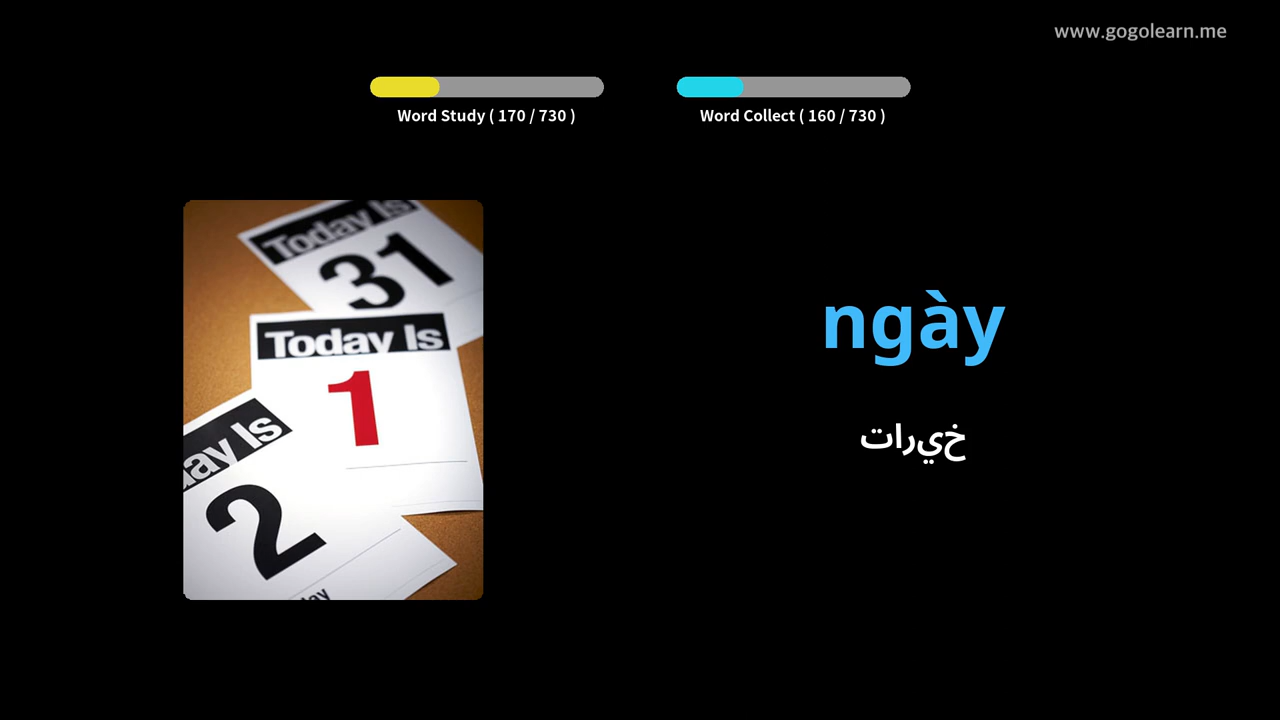 www.gogolearn.me
Word Study ( 170 / 730 )
Word Collect ( 160 / 730 )
Today Is
31
Today Is
1
ay Is
2
ngày
خيرات